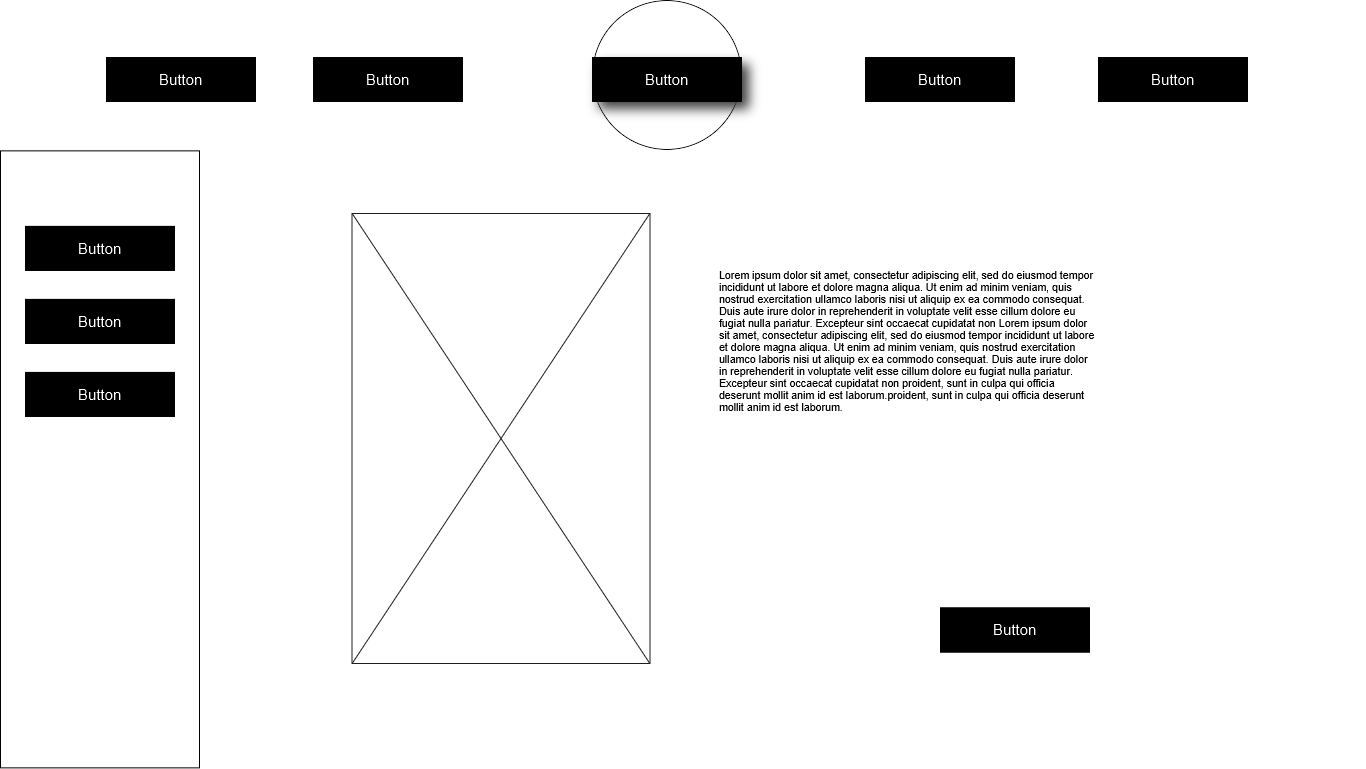 Button
Button
Button
Button
Button
Button
Button
Button
Lorem ipsum dolor sit amet, consectetur adipiscing elit, sed do eiusmod tempor
incididunt ut labore et dolore magna aliqua. Ut enim ad minim veniam, quis
nostrud exercitation ullamco laboris nisi ut aliquip ex ea commodo consequat.
Duis aute irure dolor in reprehenderit in voluptate velit esse cillum dolore eu
fugiat nulla pariatur. Excepteur sint occaecat cupidatat non Lorem ipsum dolor
sit amet, consectetur adipiscing elit, sed do eiusmod tempor incididunt ut labore
et dolore magna aliqua. Ut enim ad minim veniam, quis nostrud exercitation
ullamco laboris nisi ut aliquip ex ea commodo consequat. Duis aute irure dolor
in reprehenderit in voluptate velit esse cillum dolore eu fugiat nulla pariatur.
Excepteur sint occaecat cupidatat non proident, sunt in culpa qui officia
deserunt mollit anim id est laborum.proident, sunt in culpa qui officia deserunt
mollit anim id est laborum.
Button